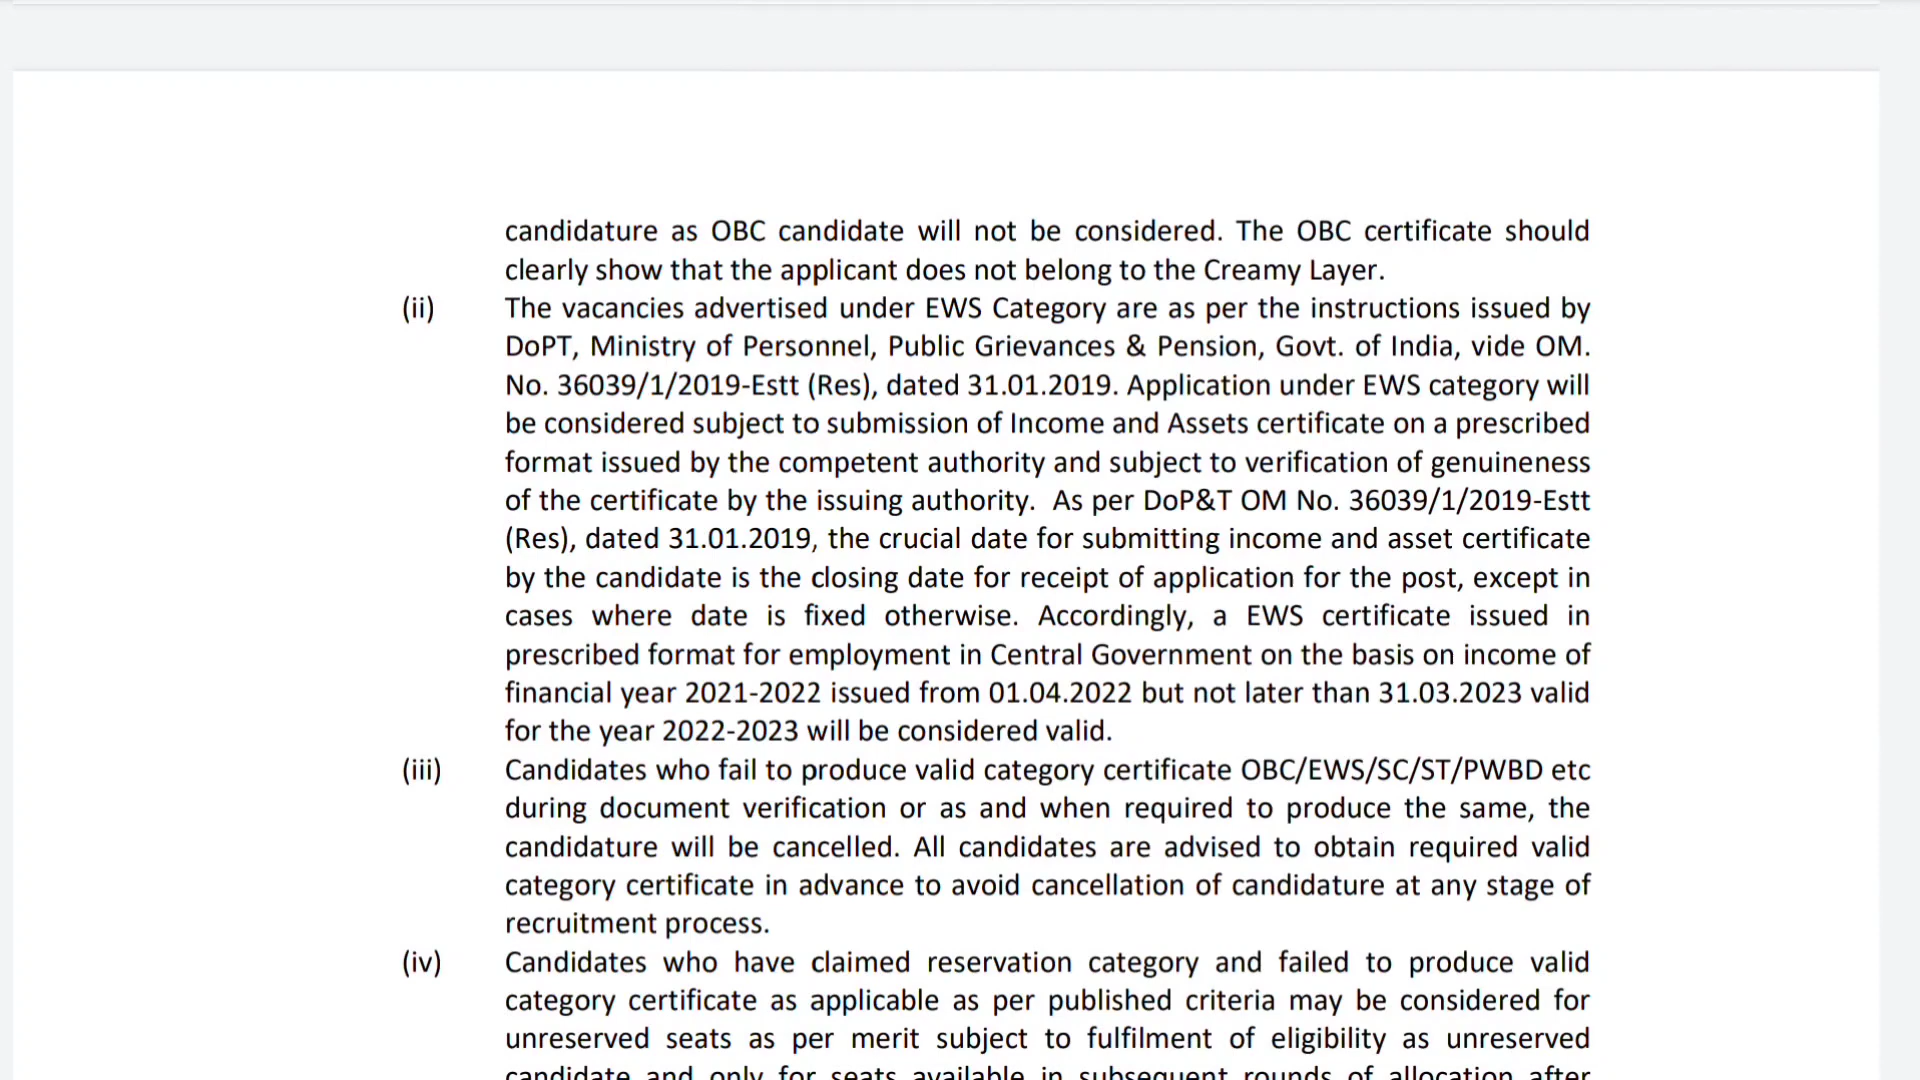 candidature as OBC candidate will not be considered. The OBC certificate should
clearly show that the applicant does not belong to the Creamy Layer.
(ii) The vacancies advertised under EWS Category are as per the instructions issued by
DoPT, Ministry of Personnel, Public Grievances & Pension, Govt. of India, vide OM.
No. 36039/1/2019-Estt (Res), dated 31.01.2019. Application under EWS category will
be considered subject to submission of Income and Assets certificate on a prescribed
format issued by the competent authority and subject to verification of genuineness
of the certificate by the issuing authority.  As per DoP&T OM No. 36039/1/2019-Estt
(Res), dated 31.01.2019, the crucial date for submitting income and asset certificate
by the candidate is the closing date for receipt of application for the post, except in
cases where date is fixed otherwise. Accordingly, a EWS certificate issued in
prescribed format for employment in Central Government on the basis on income of
financial year 2021-2022 issued from 01.04.2022 but not later than 31.03.2023 valid
for the year 2022-2023 will be considered valid.
(iii) Candidates who fail to produce valid category certificate OBC/EWS/SC/ST/PWBD etc
during document verification or as and when required to produce the same, the
candidature will be cancelled. All candidates are advised to obtain required valid
category certificate in advance to avoid cancellation of candidature at any stage of
recruitment process.
(iv) Candidates who have claimed reservation category and failed to produce valid
category certificate as applicable as per published criteria may be considered for
unreserved seats as per merit subject to fulfilment of eligibility as unreserved
candidate and only for seats available in subsequent rounds of allocation after